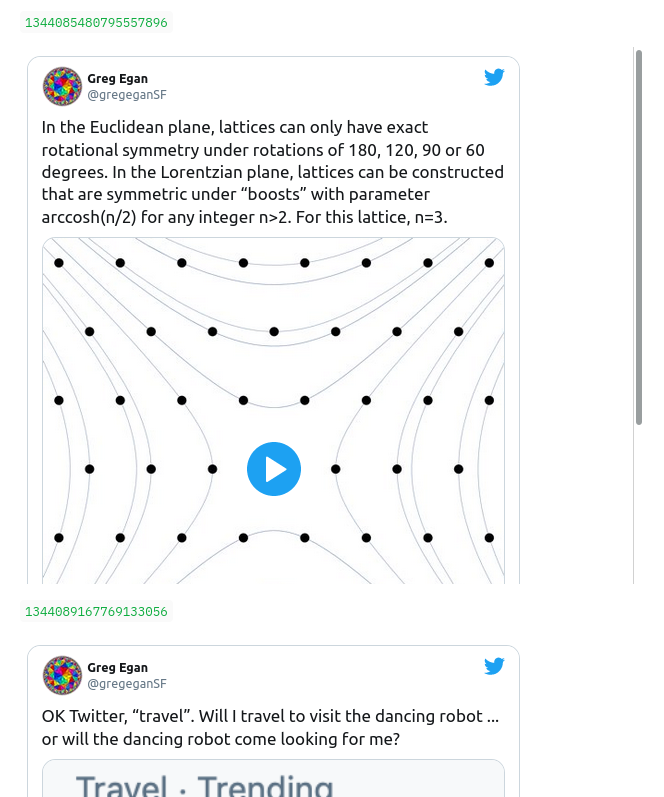 1344085480795557896
Greg Egan
@gregeganSF
In the Euclidean plane, lattices can only have exact
rotational symmetry under rotations of 180, 120, 90 or 60
degrees. In the Lorentzian plane, lattices can be constructed
that are symmetric under “boosts” with parameter
arccosh(n/2) for any integer n>2. For this lattice, n=3.
1344089167769133056
Greg Egan
@gregeganSF
OK Twitter, “travel”. Will I travel to visit the dancing robot ...
or will the dancing robot come looking for me?
Travel · Trending